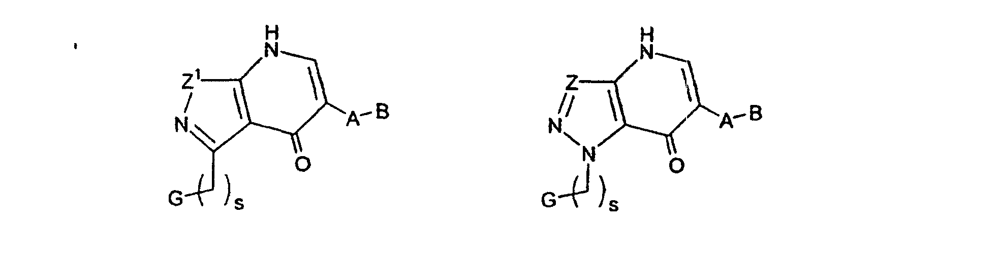 H H
N N
Z¹ Z
A–B A–B
N N
N
O O
G ( )s G ( )s